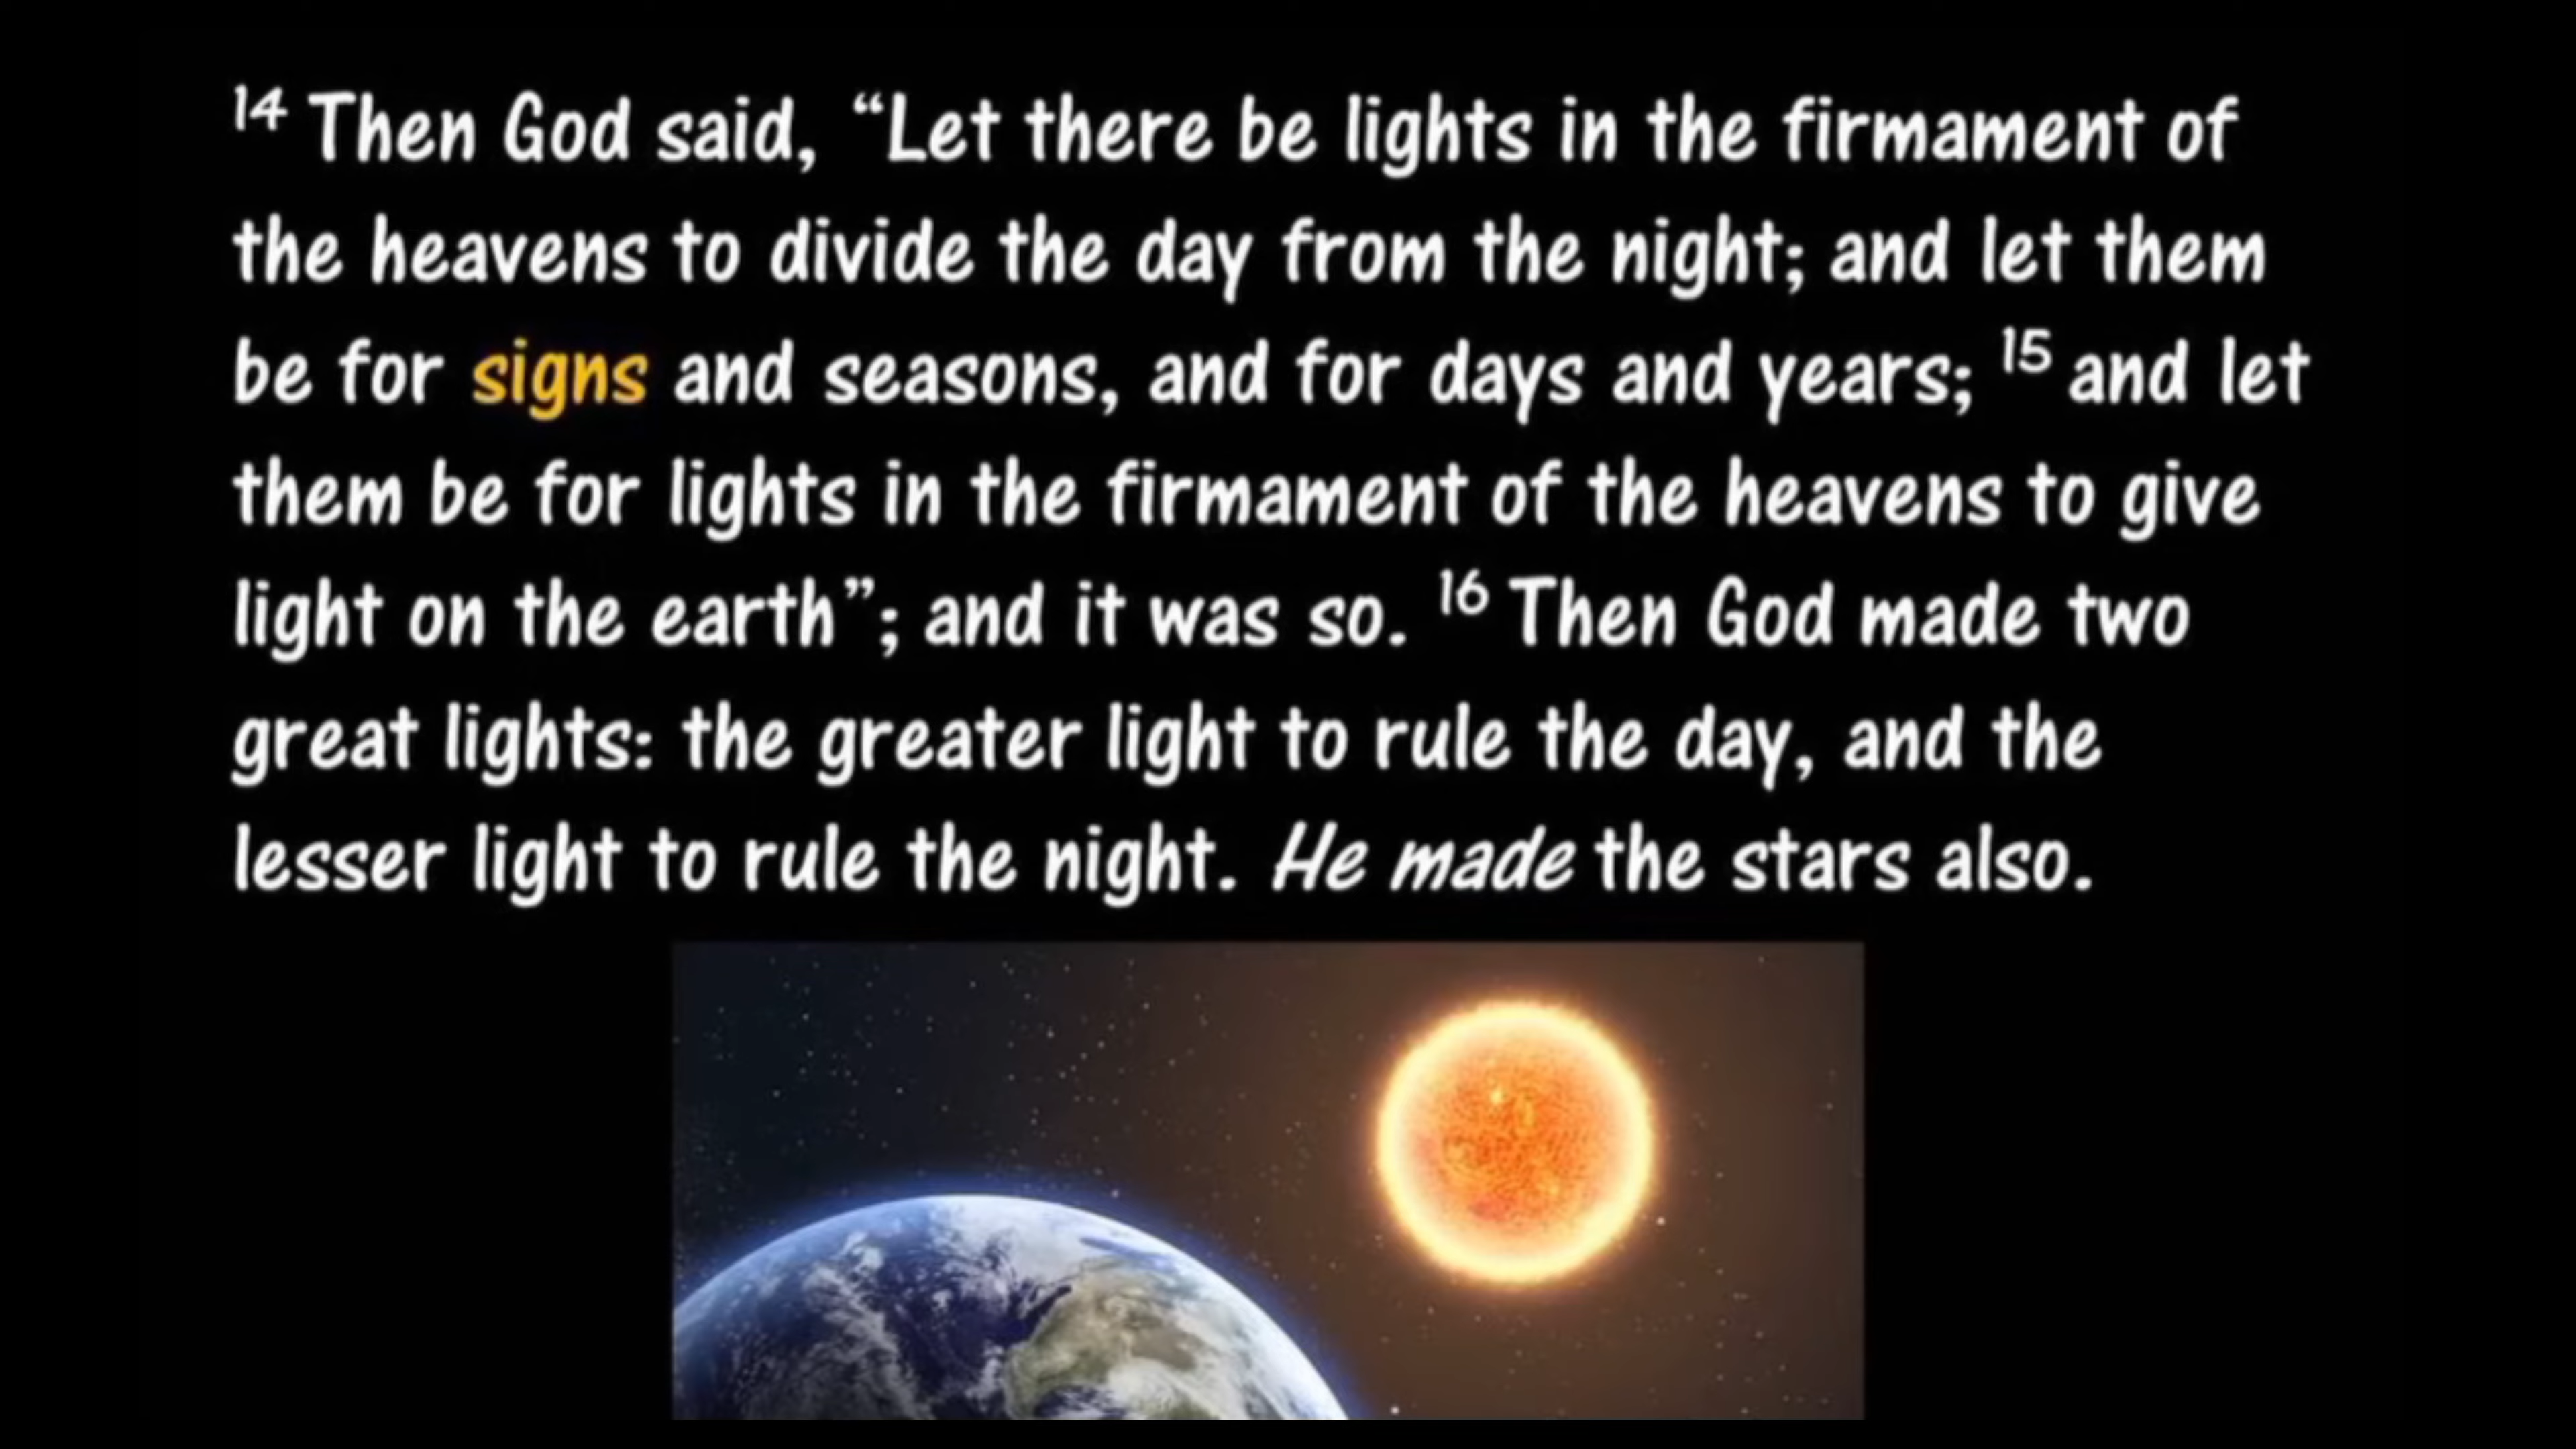 14 Then God said, “Let there be lights in the firmament of
the heavens to divide the day from the night; and let them
be for signs and seasons, and for days and years; 15 and let
them be for lights in the firmament of the heavens to give
light on the earth”; and it was so. 16 Then God made two
great lights: the greater light to rule the day, and the
lesser light to rule the night. He made the stars also.